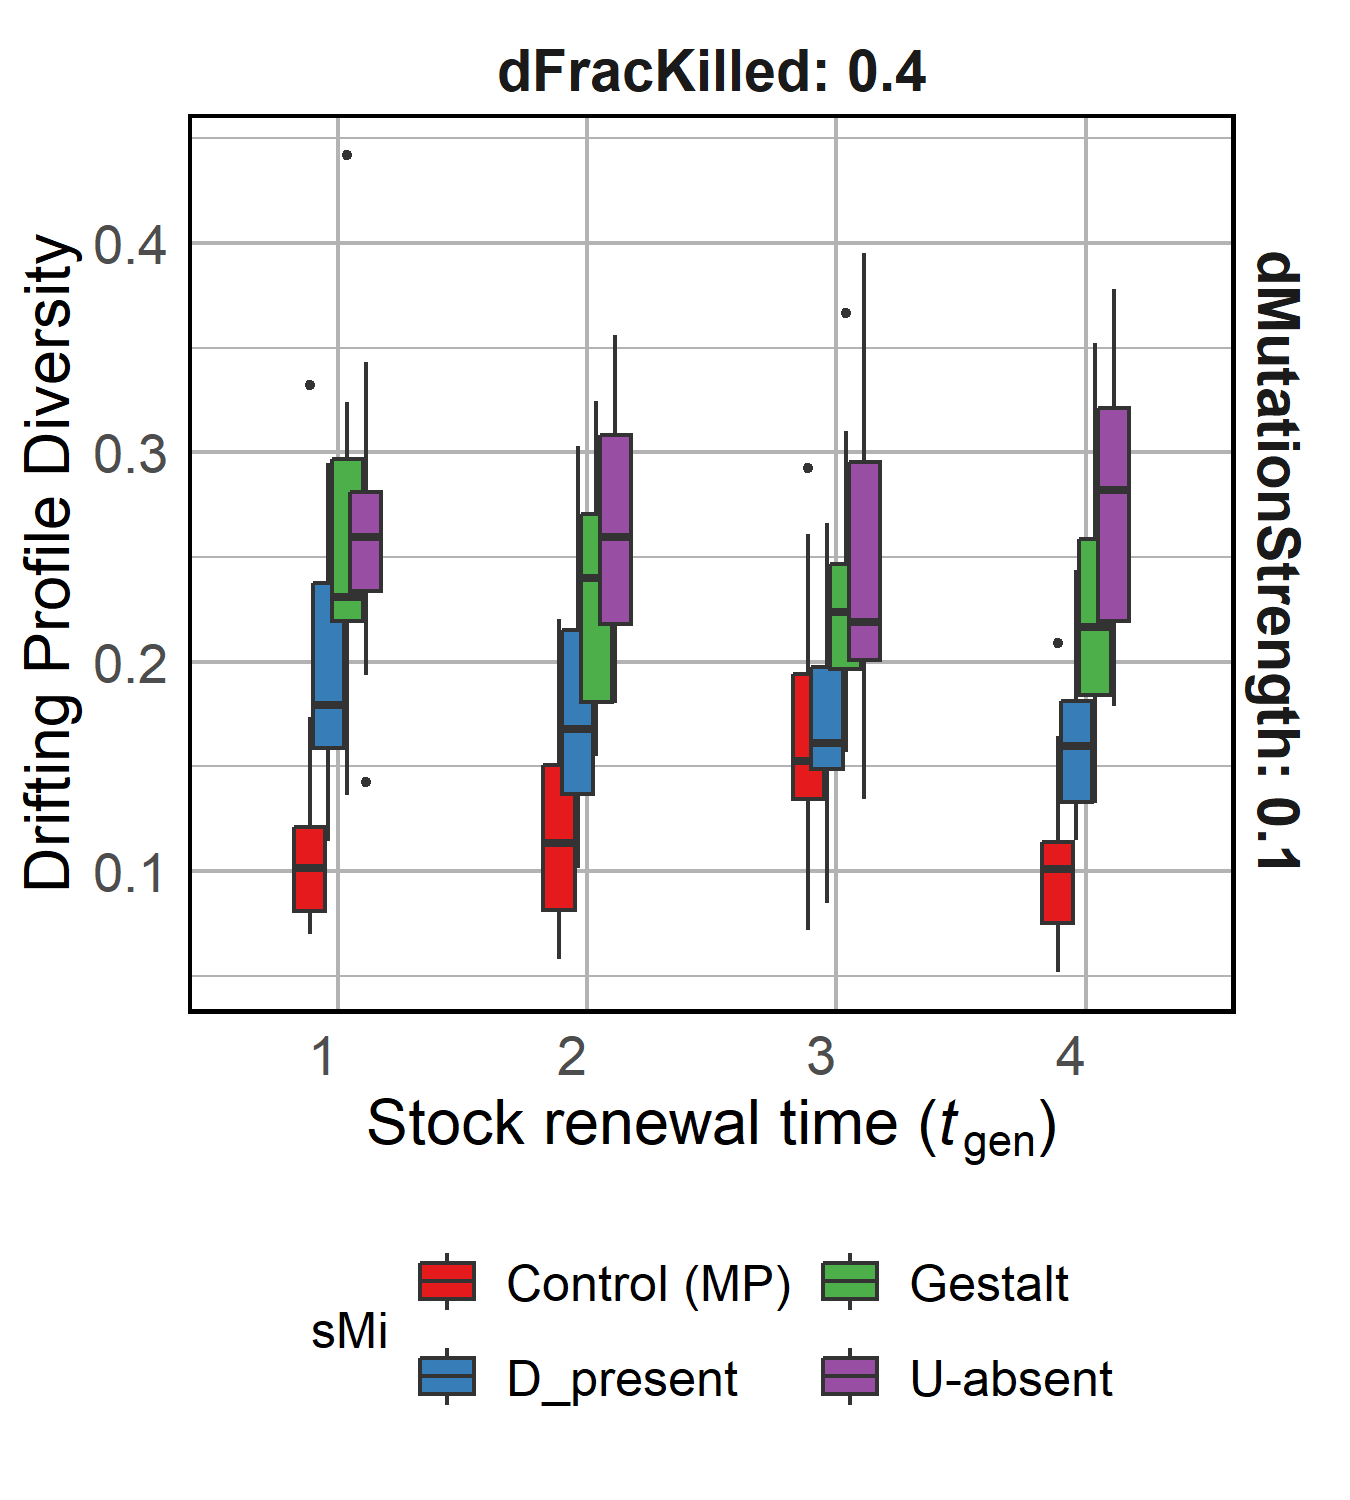 dFracKilled: 0.4
Drifting Profile Diversity
0.4
0.3
0.2
0.1
dMutationStrength: 0.1
1 2 3 4
Stock renewal time (t gen)
sMi
Control (MP)
Gestalt
D_present
U-absent